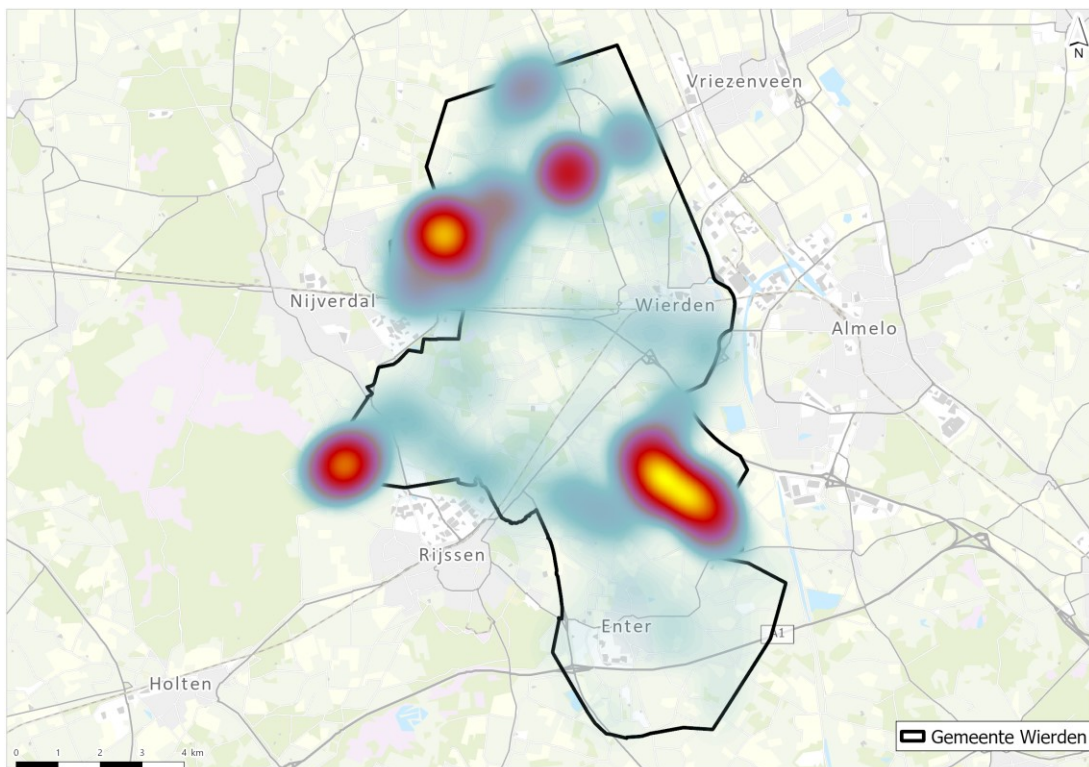 N
Vriezenveen
Nijverdal
Wierden
Almelo
Rijssen
Enter
A1
Holten
Gemeente Wierden
0 1 2 3 4 km